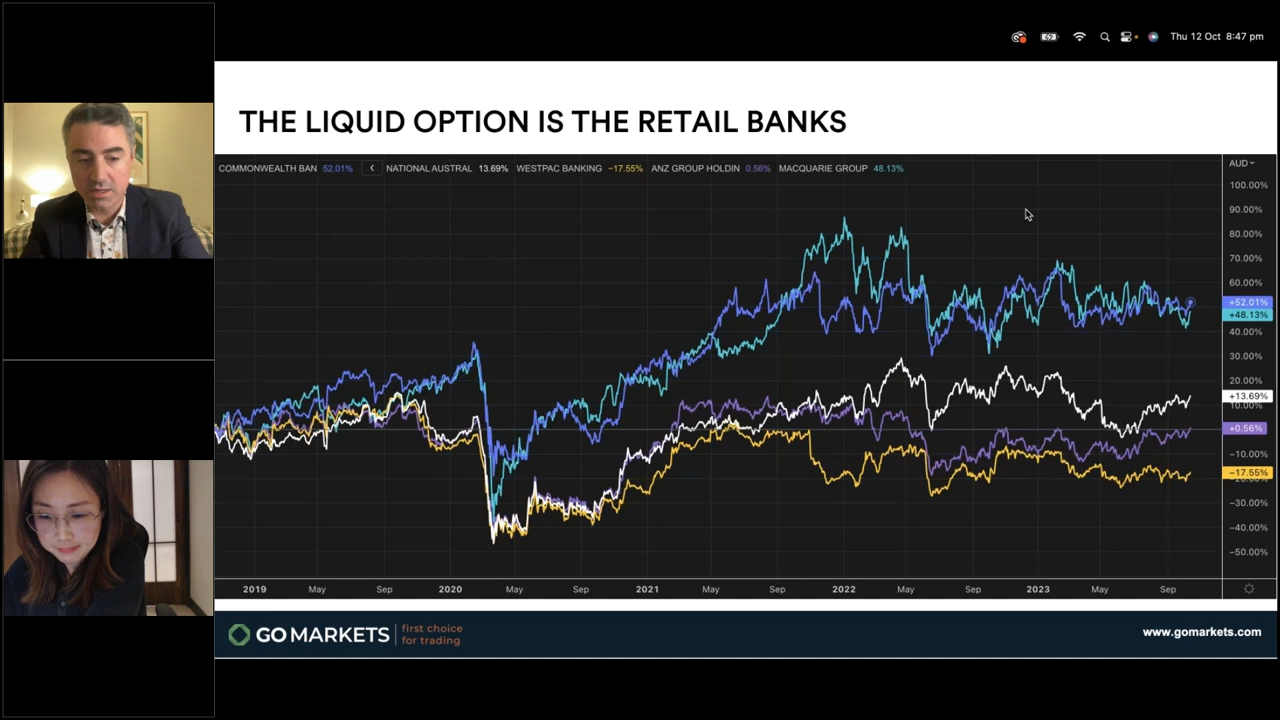 Thu 12 Oct 8:47 pm
THE LIQUID OPTION IS THE RETAIL BANKS
COMMONWEALTH BAN 52.01% NATIONAL AUSTRAL 13.69% WESTPAC BANKING −17.55% ANZ GROUP HOLDIN 0.56% MACQUARIE GROUP 48.13%
AUD
100.00%
90.00%
80.00%
70.00%
60.00%
+52.01%
+48.13%
40.00%
30.00%
20.00%
+13.69%
10.00%
+0.56%
−10.00%
−17.55%
−20.00%
−30.00%
−40.00%
−50.00%
2019 May Sep 2020 May Sep 2021 May Sep 2022 May Sep 2023 May Sep
GO MARKETS first choice
for trading
www.gomarkets.com